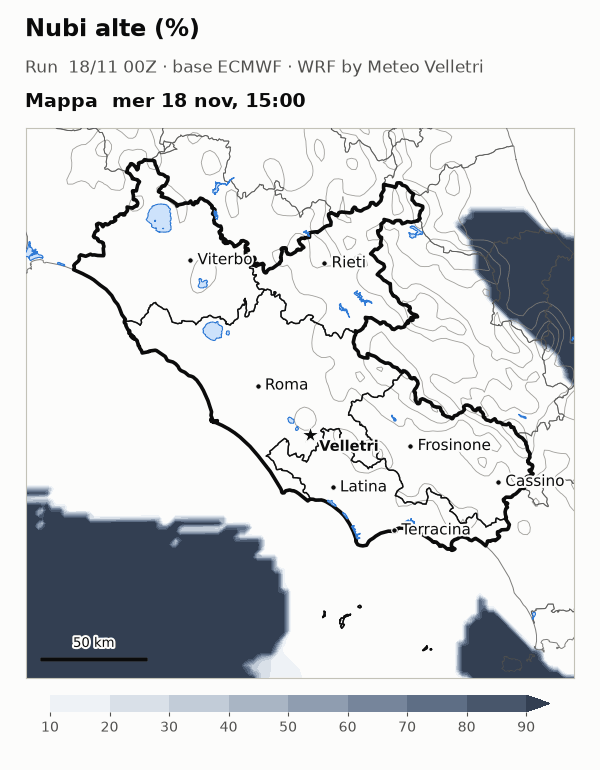 Nubi alte (%)
Run 18/11 00Z · base ECMWF · WRF by Meteo Velletri
Mappa mer 18 nov, 15:00
Viterbo
Rieti
Roma
Velletri
Frosinone
Cassino
Latina
Terracina
50 km
10 20 30 40 50 60 70 80 90